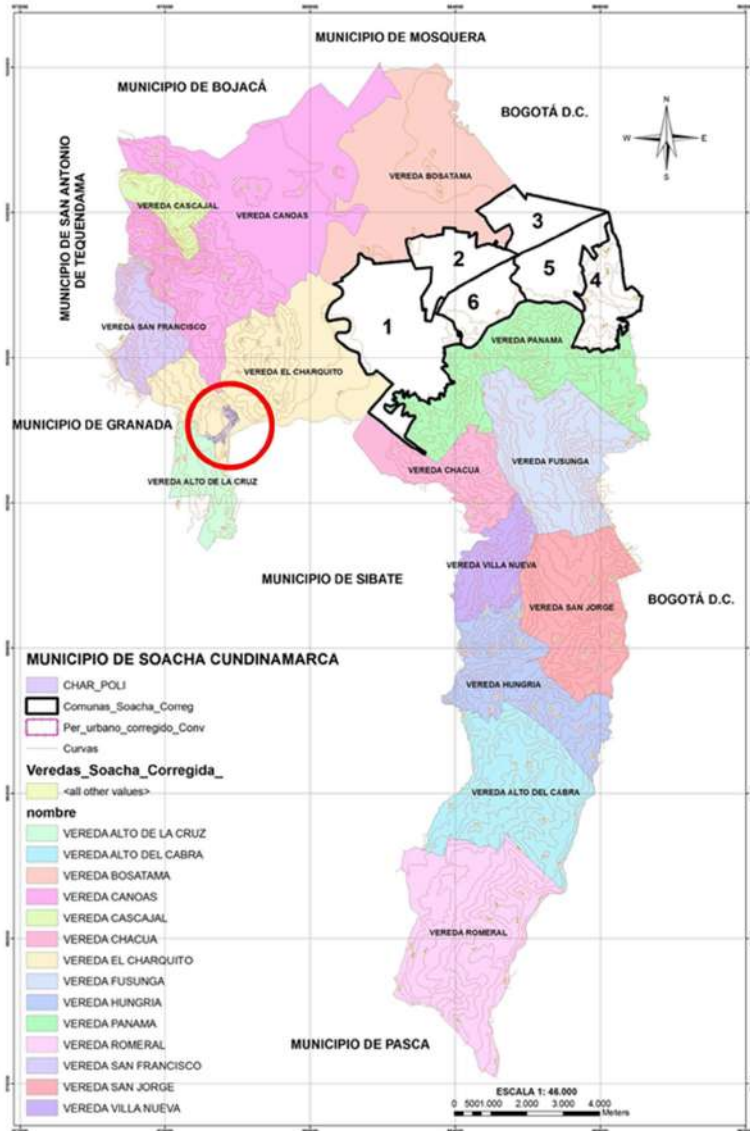 MUNICIPIO DE MOSQUERA
MUNICIPIO DE BOJACÁ
BOGOTÁ D.C.
N
W E
S
MUNICIPIO DE SAN ANTONIO
DE TEQUENDAMA
VEREDA BOSATAMA
VEREDA CASCAJAL
VEREDA CANOAS
3
2
5
4
6
1
VEREDA SAN FRANCISCO
VEREDA PANAMA
VEREDA EL CHARQUITO
MUNICIPIO DE GRANADA
VEREDA FUSUNGA
VEREDA CHACUA
VEREDA ALTO DE LA CRUZ
VEREDA VILLA NUEVA
MUNICIPIO DE SIBATE
BOGOTÁ D.C.
VEREDA SAN JORGE
VEREDA HUNGRIA
VEREDA ALTO DEL CABRA
VEREDA ROMERAL
MUNICIPIO DE PASCA
MUNICIPIO DE SOACHA CUNDINAMARCA
CHAR_POLI
Comunas_Soacha_Correg
Per_urbano_corregido_Conv
Curvas
Veredas_Soacha_Corregida_
<all other values>
nombre
VEREDA ALTO DE LA CRUZ
VEREDA ALTO DEL CABRA
VEREDA BOSATAMA
VEREDA CANOAS
VEREDA CASCAJAL
VEREDA CHACUA
VEREDA EL CHARQUITO
VEREDA FUSUNGA
VEREDA HUNGRIA
VEREDA PANAMA
VEREDA ROMERAL
VEREDA SAN FRANCISCO
VEREDA SAN JORGE
VEREDA VILLA NUEVA
ESCALA 1: 46.000
0 500 1.000 2.000 3.000 4.000
Meters